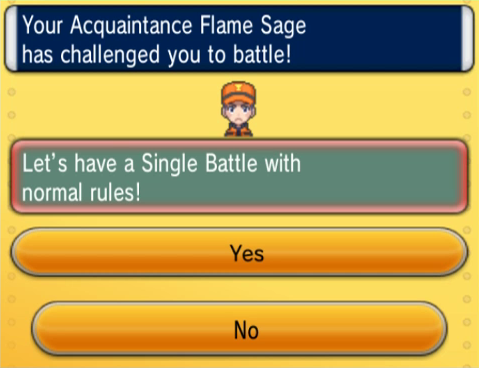 Your Acquaintance Flame Sage
has challenged you to battle!
Let's have a Single Battle with
normal rules!
Yes
No